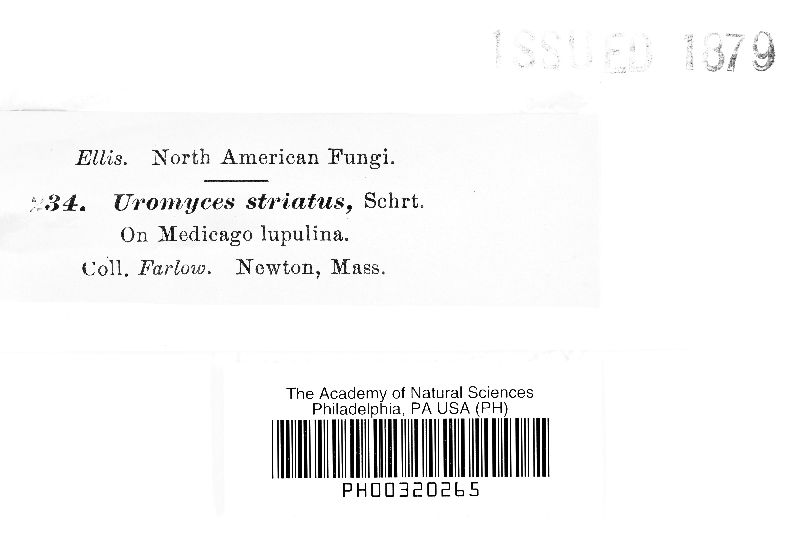 ISSUED 1879
Ellis. North American Fungi.
234. Uromyces striatus, Schrt.
On Medicago lupulina.
Coll. Farlow. Newton, Mass.
The Academy of Natural Sciences
Philadelphia, PA USA (PH)
PH00320265